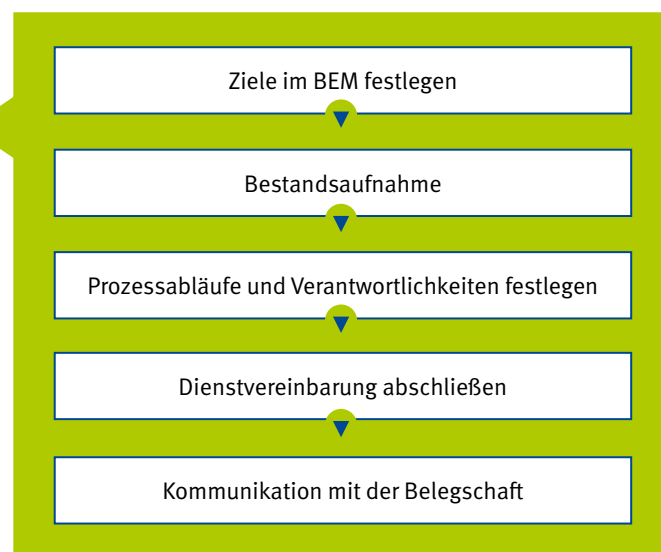 Ziele im BEM festlegen
Bestandsaufnahme
Prozessabläufe und Verantwortlichkeiten festlegen
Dienstvereinbarung abschließen
Kommunikation mit der Belegschaft